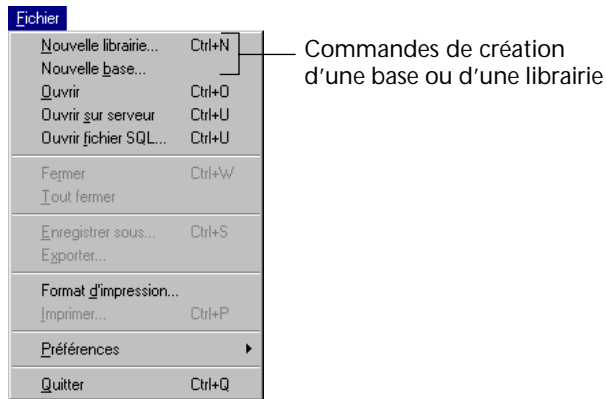 Fichier
Nouvelle librairie... Ctrl+N
Nouvelle base...
Ouvrir Ctrl+O
Ouvrir sur serveur Ctrl+U
Ouvrir fichier SQL... Ctrl+U
Fermer Ctrl+W
Tout fermer
Enregistrer sous... Ctrl+S
Exporter...
Format d'impression...
Imprimer... Ctrl+P
Préférences
Quitter Ctrl+Q
Commandes de création
d’une base ou d’une librairie